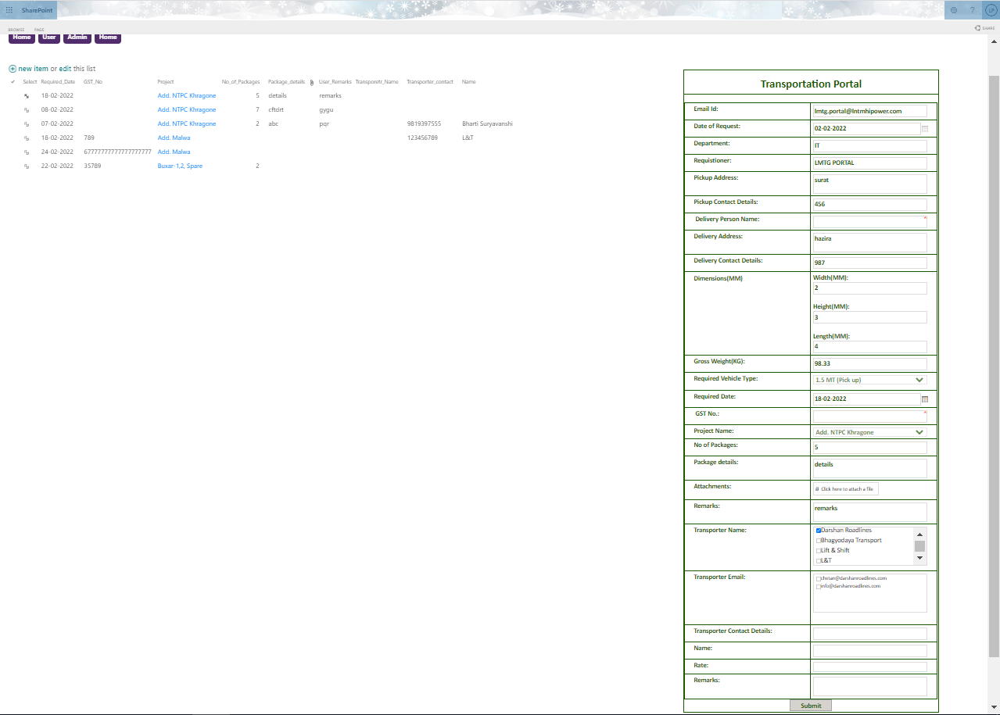 SharePoint
?
LP
BROWSE PAGE
SHARE
Home User Admin Home
new item or edit this list
Select Required_Date GST_No Project No_of_Packages Package_details User_Remarks Transporetr_Name Transporter_contact Name
18-02-2022 Add. NTPC Khragone 5 details remarks
08-02-2022 Add. NTPC Khragone 7 cftdrt gygu
07-02-2022 Add. NTPC Khragone 2 abc pqr 9819397555 Bharti Suryavanshi
18-02-2022 789 Add. Malwa 123456789 L&T
24-02-2022 67777777777777777777 Add. Malwa
22-02-2022 35789 Buxar-1,2, Spare 2
Transportation Portal
Email Id: lmtg.portal@lntmhipower.com
Date of Request: 02-02-2022
Department: IT
Requistioner: LMTG PORTAL
Pickup Address: surat
Pickup Contact Details: 456
Delivery Person Name: *
Delivery Address: hazira
Delivery Contact Details: 987
Dimensions(MM) Width(MM):
2
Height(MM):
3
Length(MM):
4
Gross Weight(KG): 98.33
Required Vehicle Type: 1.5 MT (Pick up)
Required Date: 18-02-2022
GST No.: *
Project Name: Add. NTPC Khragone
No of Packages: 5
Package details: details
Attachments: Click here to attach a file
Remarks: remarks
Transporter Name: Darshan Roadlines
Bhagyodaya Transport
Lift & Shift
L&T
Transporter Email: chetan@darshanroadlines.com
info@darshanroadlines.com
Transporter Contact Details:
Name:
Rate:
Remarks:
Submit